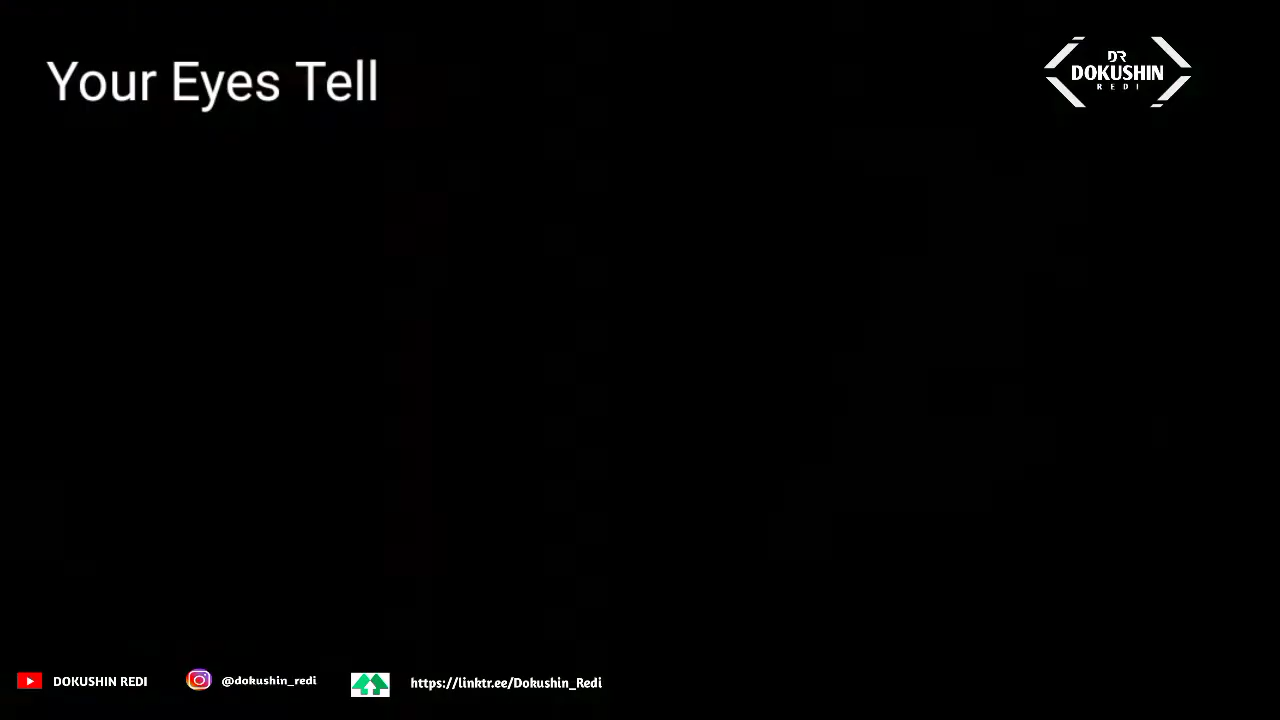 Your Eyes Tell
DR
DOKUSHIN
REDI
DOKUSHIN REDI
@dokushin_redi
https://linktr.ee/Dokushin_Redi